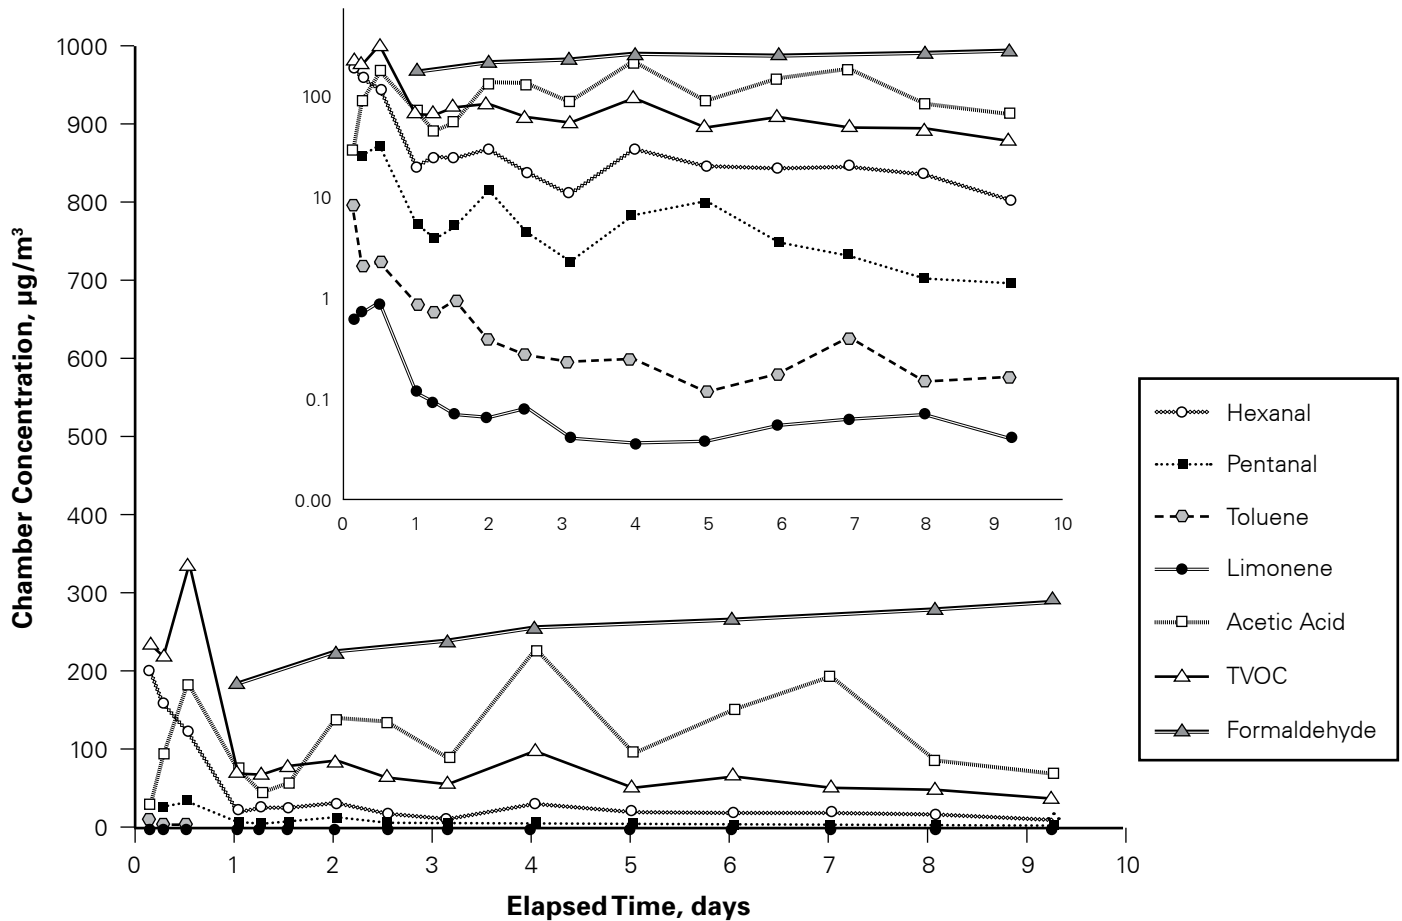 Chamber Concentration, µg/m³
1000
900
800
700
600
500
400
300
200
100
0
0 1 2 3 4 5 6 7 8 9 10
Elapsed Time, days
100
10
1
0.1
0.00
0 1 2 3 4 5 6 7 8 9 10
Hexanal
Pentanal
Toluene
Limonene
Acetic Acid
TVOC
Formaldehyde